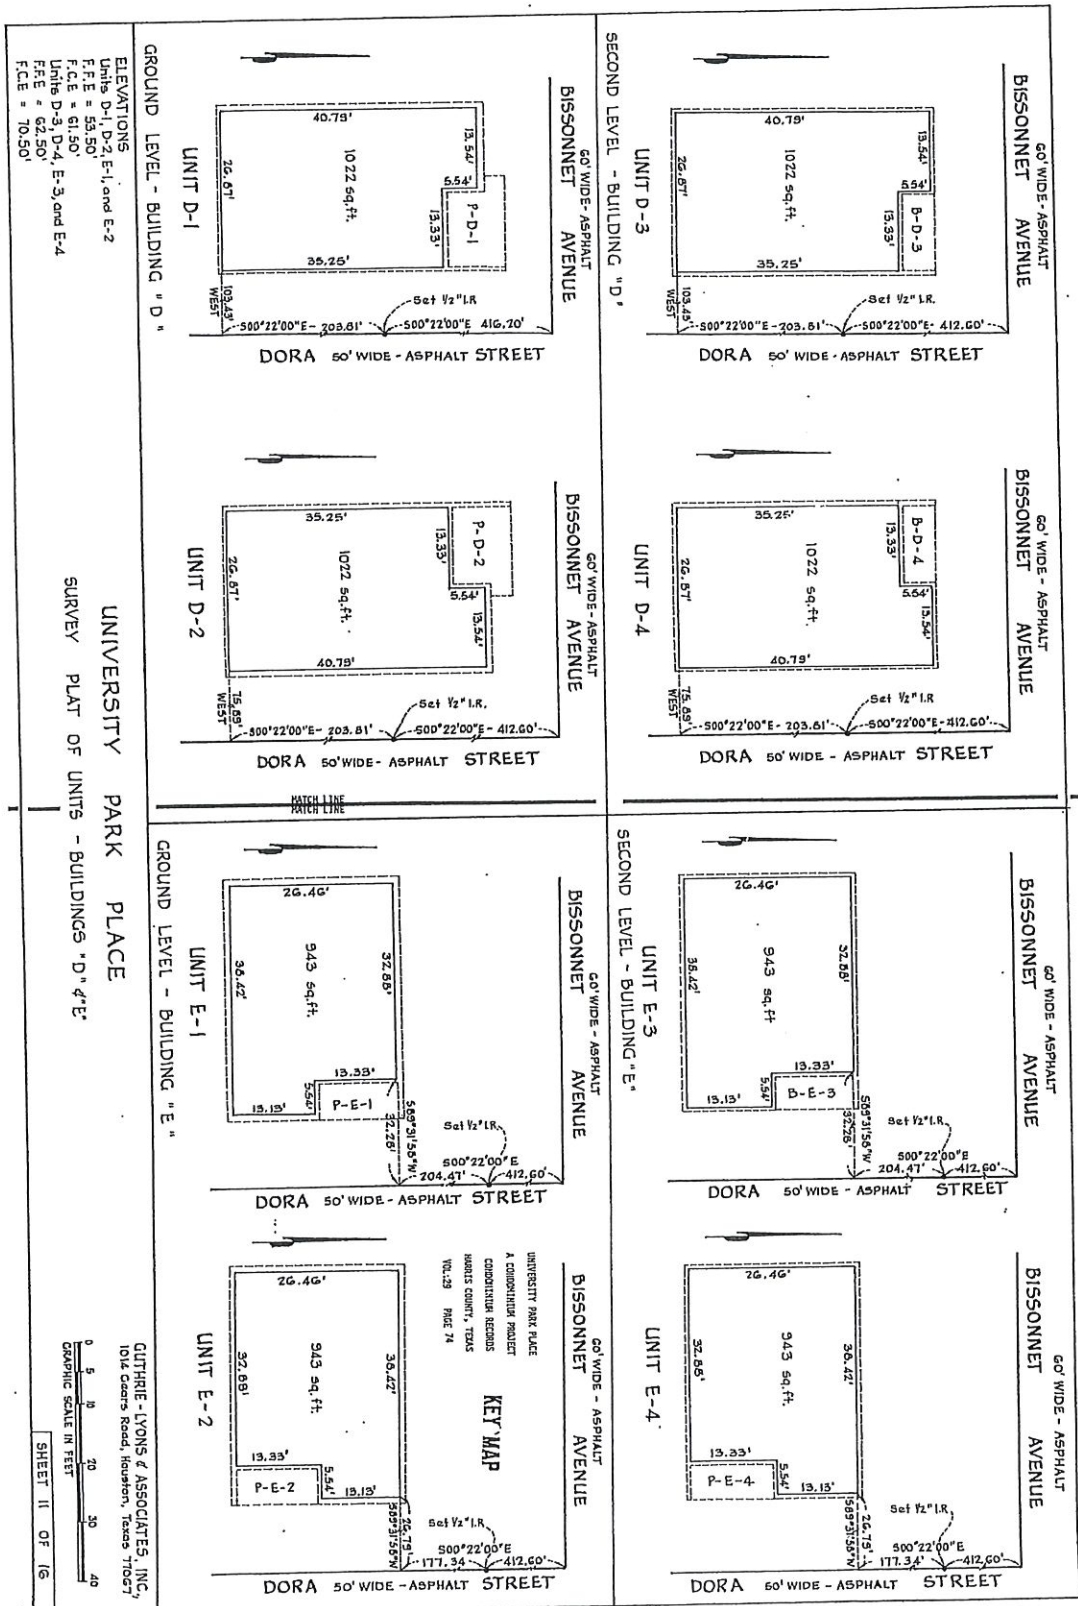 GO' WIDE - ASPHALT
BISSONNET AVENUE
40.79'
13.54'
5.54'
B-D-3
13.33'
1022 sq.ft.
35.25'
26.87'
UNIT D-3
103.43'
WEST
Set 1/2" I.R.
S00°22'00"E - 203.81'
S00°22'00"E - 412.60'
DORA 50' WIDE - ASPHALT STREET
SECOND LEVEL - BUILDING "D"
60' WIDE - ASPHALT
BISSONNET AVENUE
35.25'
B-D-4
13.33'
5.54'
13.54'
1022 sq.ft.
40.79'
26.87'
UNIT D-4
75.89'
WEST
Set 1/2" I.R.
S00°22'00"E - 203.81'
S00°22'00"E - 412.60'
DORA 50' WIDE - ASPHALT STREET
60' WIDE - ASPHALT
BISSONNET AVENUE
26.46'
32.88'
943 sq.ft
38.42'
13.33'
5.54'
B-E-3
13.13'
UNIT E-3
S89°31'58"W
32.28'
Set 1/2" I.R.
S00°22'00"E
204.47'
412.60'
DORA 50' WIDE - ASPHALT STREET
SECOND LEVEL - BUILDING "E"
60' WIDE - ASPHALT
BISSONNET AVENUE
26.46'
38.42'
943 sq.ft.
32.88'
13.33'
5.54'
13.13'
P-E-4
UNIT E-4
26.79'
S89°31'58"W
Set 1/2" I.R.
S00°22'00"E
177.34'
412.60'
DORA 60' WIDE - ASPHALT STREET
60' WIDE - ASPHALT
BISSONNET AVENUE
40.79'
13.54'
5.54'
P-D-1
13.33'
1022 sq.ft.
35.25'
26.87'
UNIT D-1
103.43'
WEST
Set 1/2" I.R
S00°22'00"E - 203.81'
S00°22'00"E 416.20'
DORA 50' WIDE - ASPHALT STREET
GROUND LEVEL - BUILDING "D"
60' WIDE - ASPHALT
BISSONNET AVENUE
35.25'
P-D-2
13.33'
5.54'
13.54'
1022 sq.ft.
40.79'
26.87'
UNIT D-2
75.89'
WEST
Set 1/2" I.R.
S00°22'00"E - 203.81'
S00°22'00"E - 412.60'
DORA 50' WIDE - ASPHALT STREET
MATCH LINE
MATCH LINE
60' WIDE - ASPHALT
BISSONNET AVENUE
26.46'
32.88'
943 sq.ft.
38.42'
13.33'
5.54'
P-E-1
13.13'
UNIT E-1
S89°31'58"W
32.28'
Set 1/2" I.R.
S00°22'00"E
204.47'
412.60'
DORA 50' WIDE - ASPHALT STREET
GROUND LEVEL - BUILDING "E"
60' WIDE - ASPHALT
BISSONNET AVENUE
UNIVERSITY PARK PLACE
A CONDOMINIUM PROJECT
CONDOMINIUM RECORDS
HARRIS COUNTY, TEXAS
VOL:29 PAGE 74
KEY MAP
26.46'
38.42'
943 sq.ft.
32.88'
13.33'
5.54'
13.13'
P-E-2
UNIT E-2
26.79'
S89°31'58"W
Set 1/2" I.R
S00°22'00"E
177.34
412.60'
DORA 50' WIDE - ASPHALT STREET
ELEVATIONS
Units D-1, D-2, E-1, and E-2
F.F.E = 53.50'
F.C.E = 61.50'
Units D-3, D-4, E-3, and E-4
F.F.E = 62.50'
F.C.E = 70.50'
UNIVERSITY PARK PLACE
SURVEY PLAT OF UNITS - BUILDINGS "D" & "E"
GUTHRIE - LYONS & ASSOCIATES, INC,
1014 Gears Road, Houston, Texas 77067
0 5 10 20 30 40
GRAPHIC SCALE IN FEET
SHEET 11 OF 16